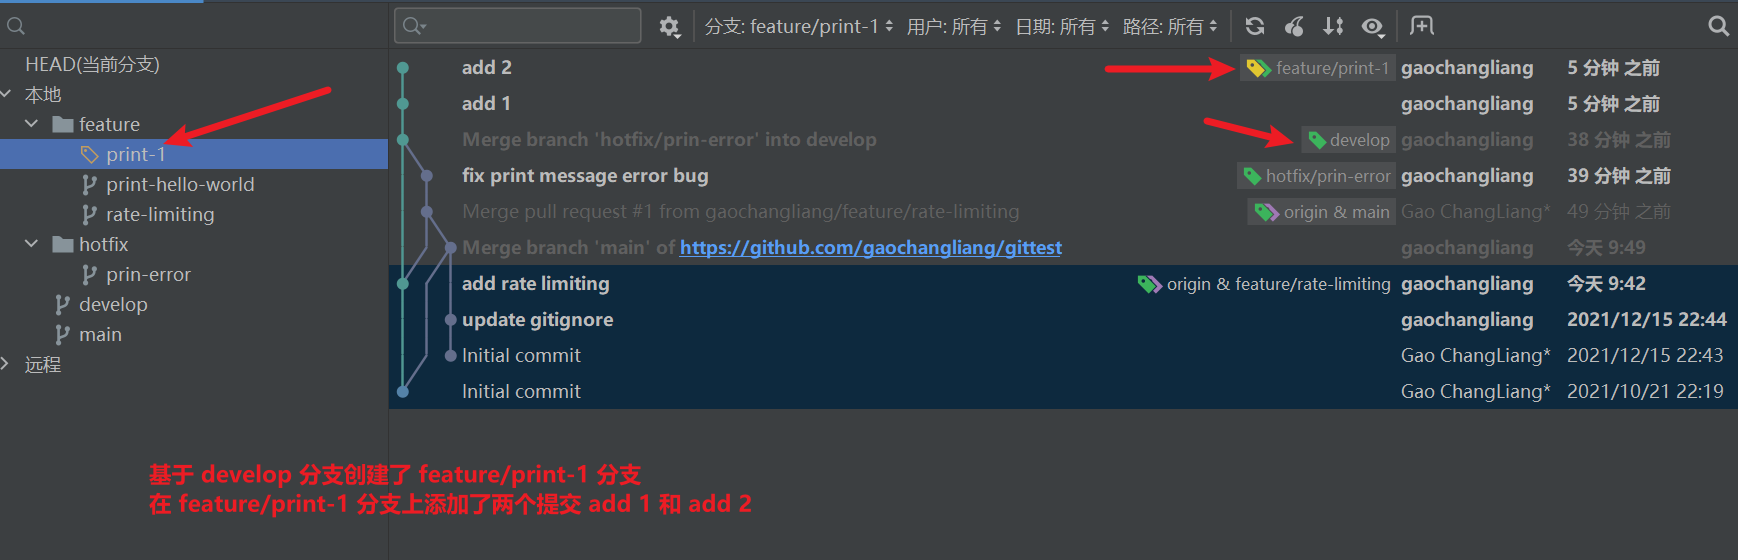 分支: feature/print-1 用户: 所有 日期: 所有 路径: 所有
HEAD(当前分支)
本地
feature
print-1
print-hello-world
rate-limiting
hotfix
prin-error
develop
main
远程
add 2 feature/print-1 gaochangliang 5 分钟 之前
add 1 gaochangliang 5 分钟 之前
Merge branch 'hotfix/prin-error' into develop develop gaochangliang 38 分钟 之前
fix print message error bug hotfix/prin-error gaochangliang 39 分钟 之前
Merge pull request #1 from gaochangliang/feature/rate-limiting origin & main Gao ChangLiang* 49 分钟 之前
Merge branch 'main' of https://github.com/gaochangliang/gittest gaochangliang 今天 9:49
add rate limiting origin & feature/rate-limiting gaochangliang 今天 9:42
update gitignore gaochangliang 2021/12/15 22:44
Initial commit Gao ChangLiang* 2021/12/15 22:43
Initial commit Gao ChangLiang* 2021/10/21 22:19
基于 develop 分支创建了 feature/print-1 分支
在 feature/print-1 分支上添加了两个提交 add 1 和 add 2